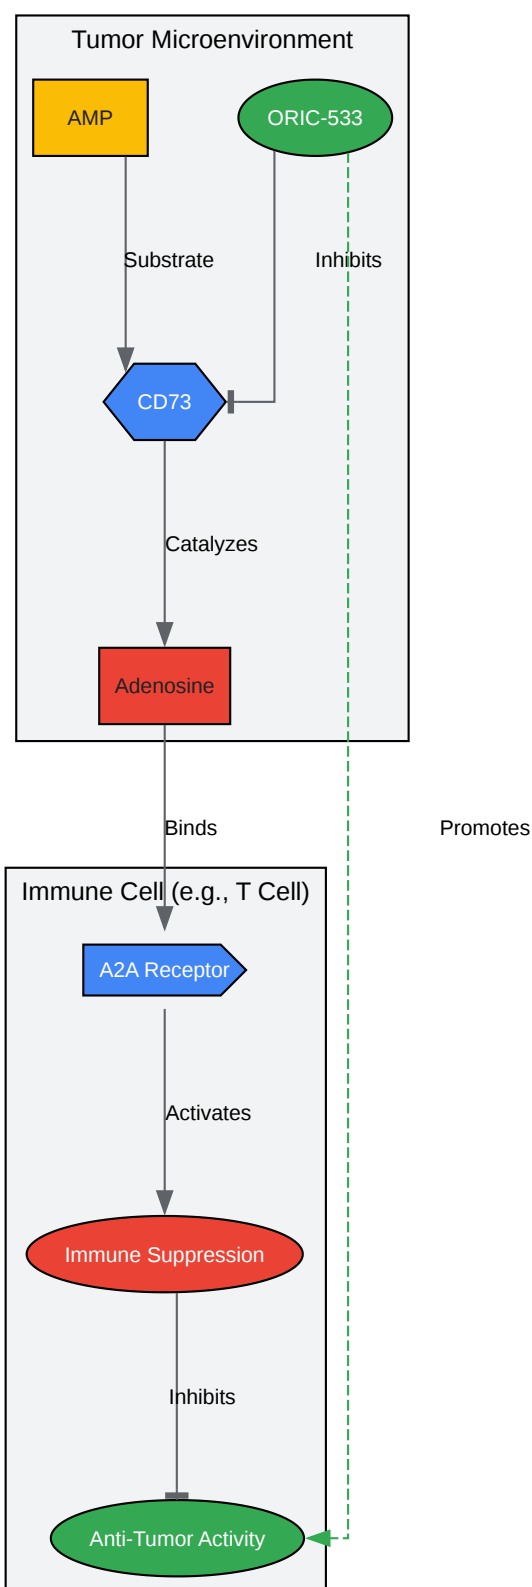 Tumor Microenvironment
AMP
ORIC-533
Substrate
Inhibits
CD73
Catalyzes
Adenosine
Binds
Promotes
Immune Cell (e.g., T Cell)
A2A Receptor
Activates
Immune Suppression
Inhibits
Anti-Tumor Activity